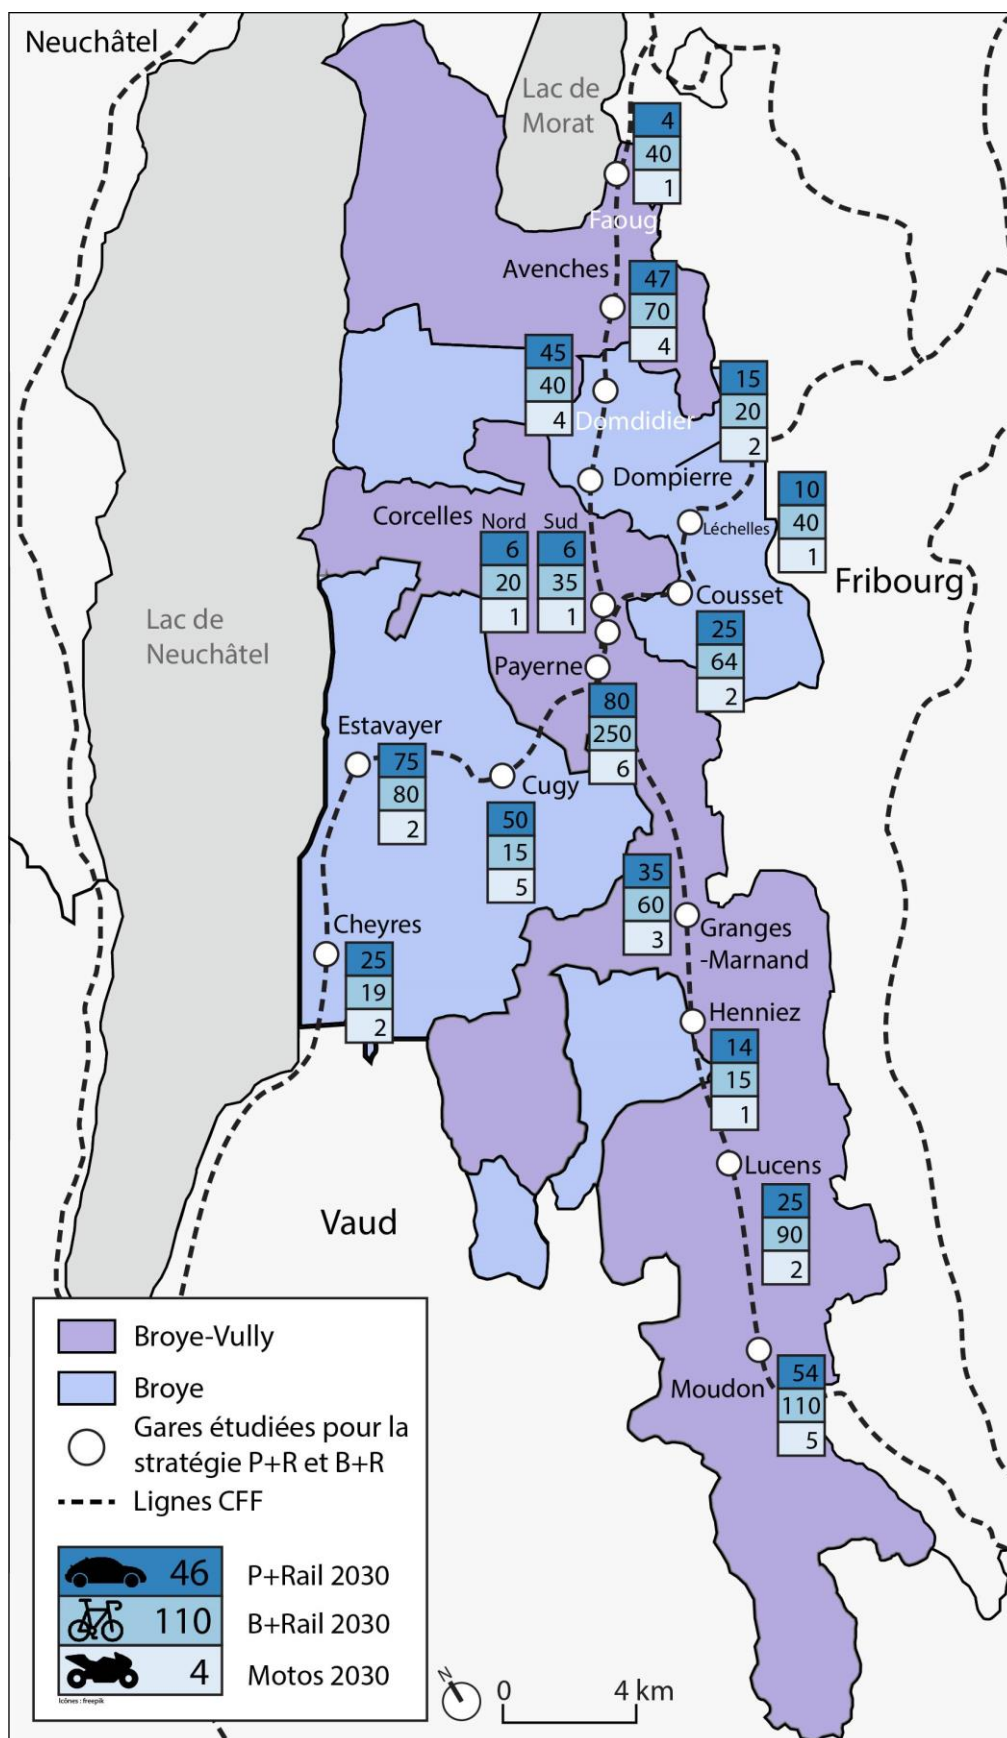 Neuchâtel
Lac de
Morat
4
40
1
Faoug
Avenches
47
70
4
45
40
4
Domdidier
15
20
2
Dompierre
10
40
1
Léchelles
Corcelles
Nord
Sud
6
20
1
6
35
1
Fribourg
Cousset
25
64
2
Lac de
Neuchâtel
Payerne
80
250
6
Estavayer
75
80
2
Cugy
50
15
5
35
60
3
Granges
-Marnand
Cheyres
25
19
2
Henniez
14
15
1
Lucens
25
90
2
Vaud
Moudon
54
110
5
Broye-Vully
Broye
Gares étudiées pour la
stratégie P+R et B+R
Lignes CFF
46 P+Rail 2030
110 B+Rail 2030
4 Motos 2030
Icônes : freepik
N
0 4 km